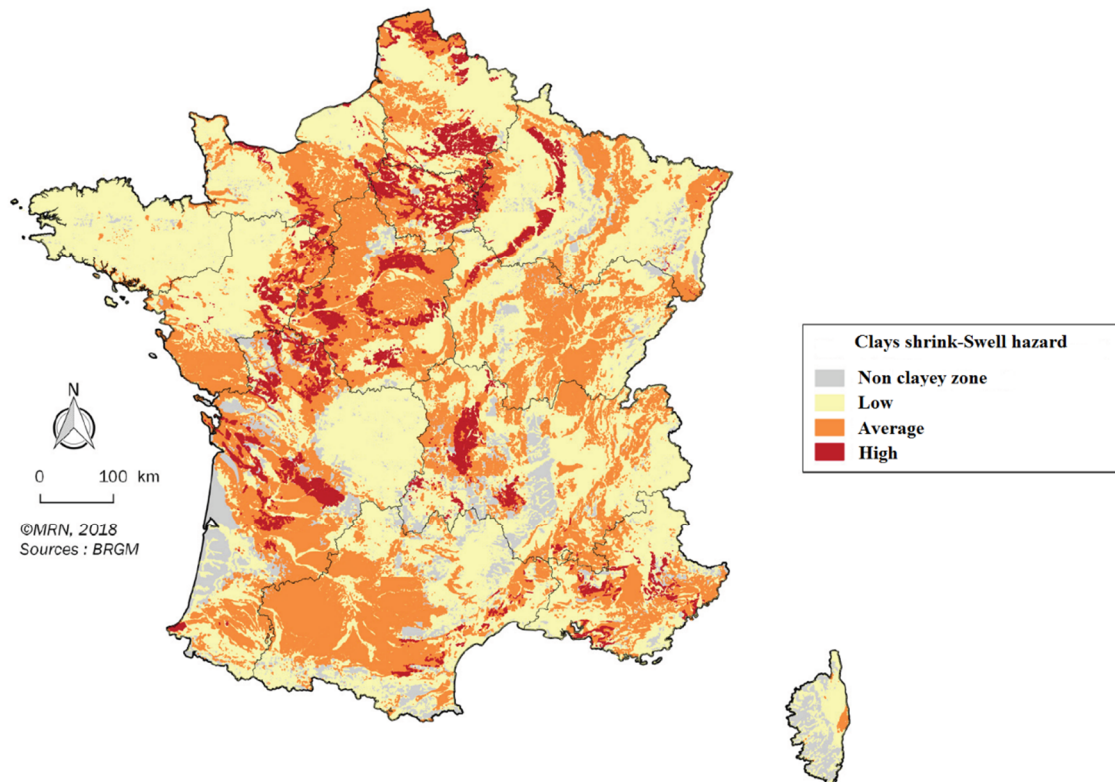 Clays shrink-Swell hazard
Non clayey zone
Low
Average
High
N
0 100 km
©MRN, 2018
Sources : BRGM